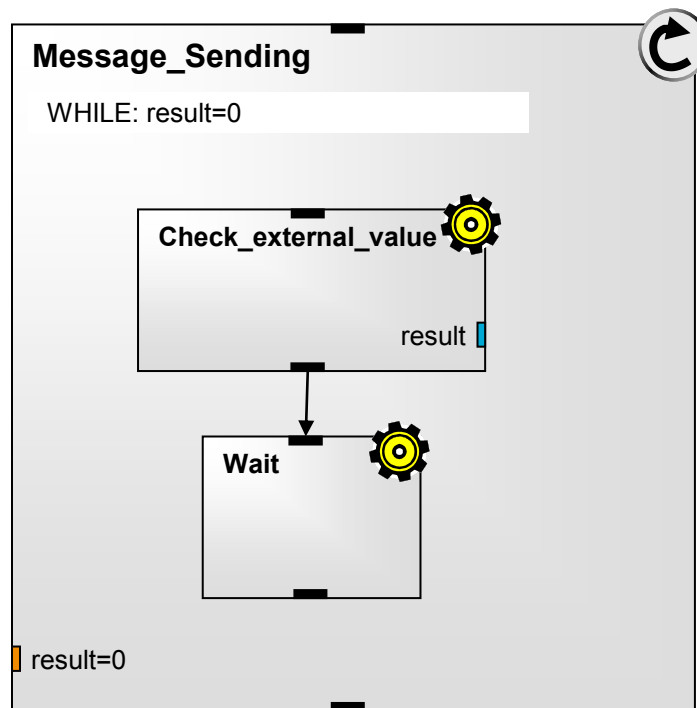 Message_Sending
WHILE: result=0
Check_external_value
result
Wait
result=0